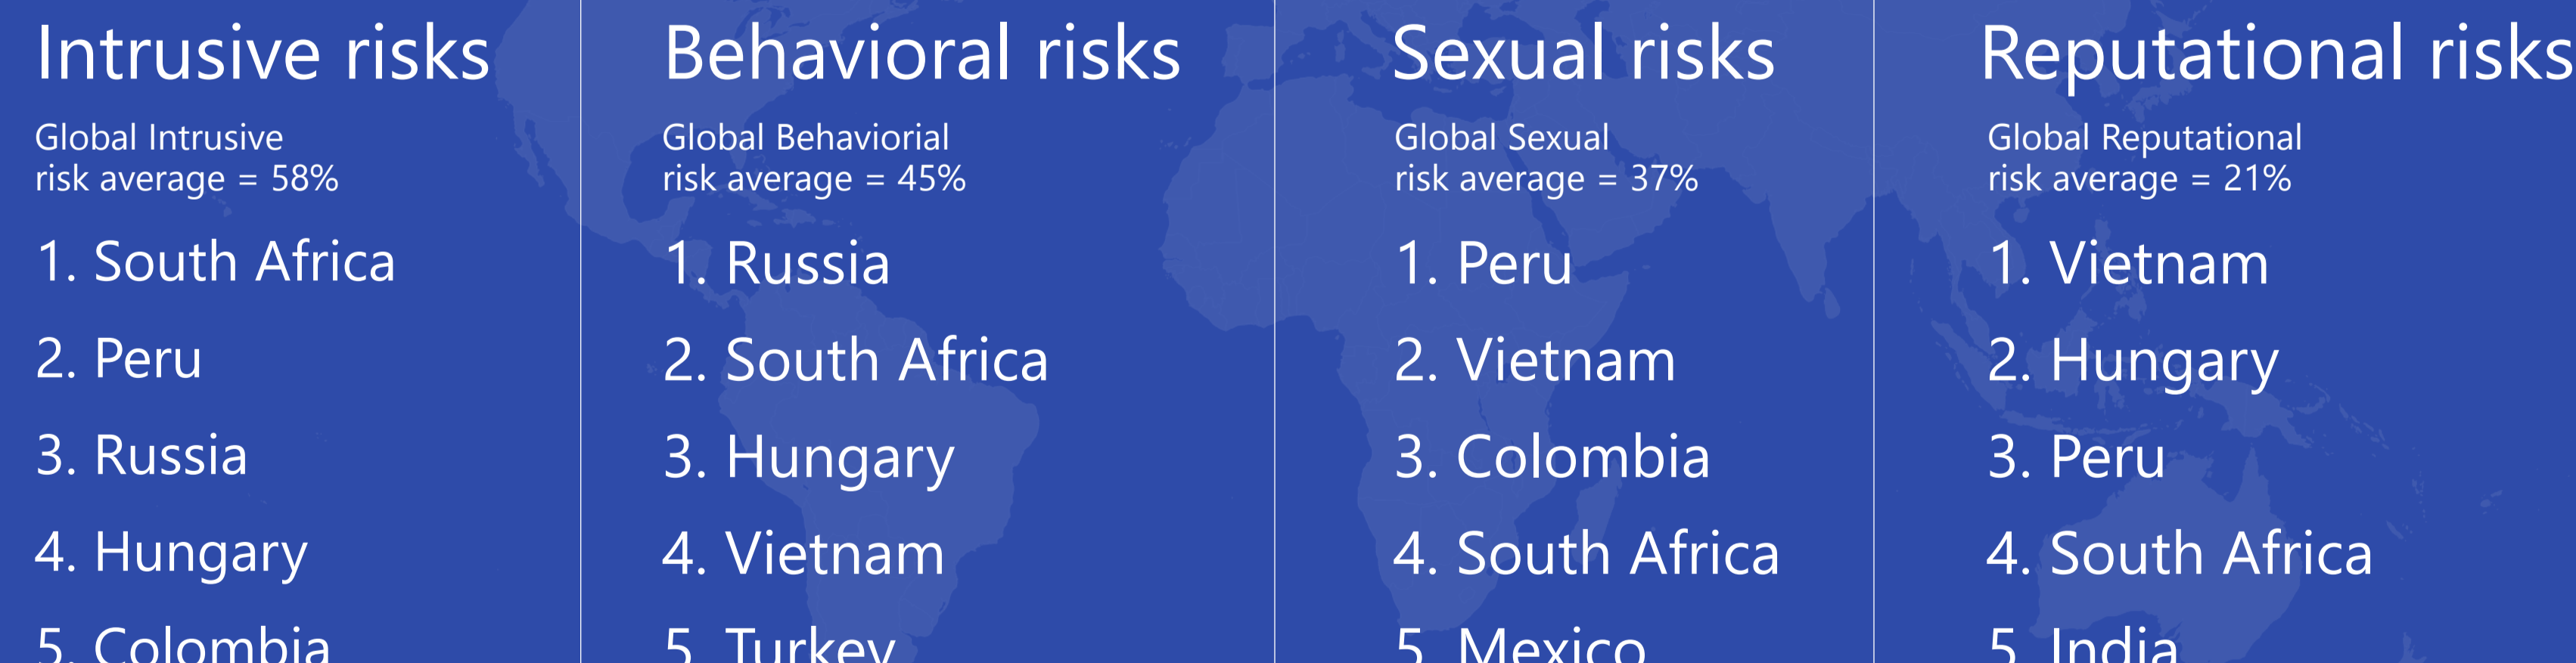 Intrusive risks
Global Intrusive
risk average = 58%
1. South Africa
2. Peru
3. Russia
4. Hungary
5. Colombia
Behavioral risks
Global Behaviorial
risk average = 45%
1. Russia
2. South Africa
3. Hungary
4. Vietnam
5. Turkey
Sexual risks
Global Sexual
risk average = 37%
1. Peru
2. Vietnam
3. Colombia
4. South Africa
5. Mexico
Reputational risks
Global Reputational
risk average = 21%
1. Vietnam
2. Hungary
3. Peru
4. South Africa
5. India